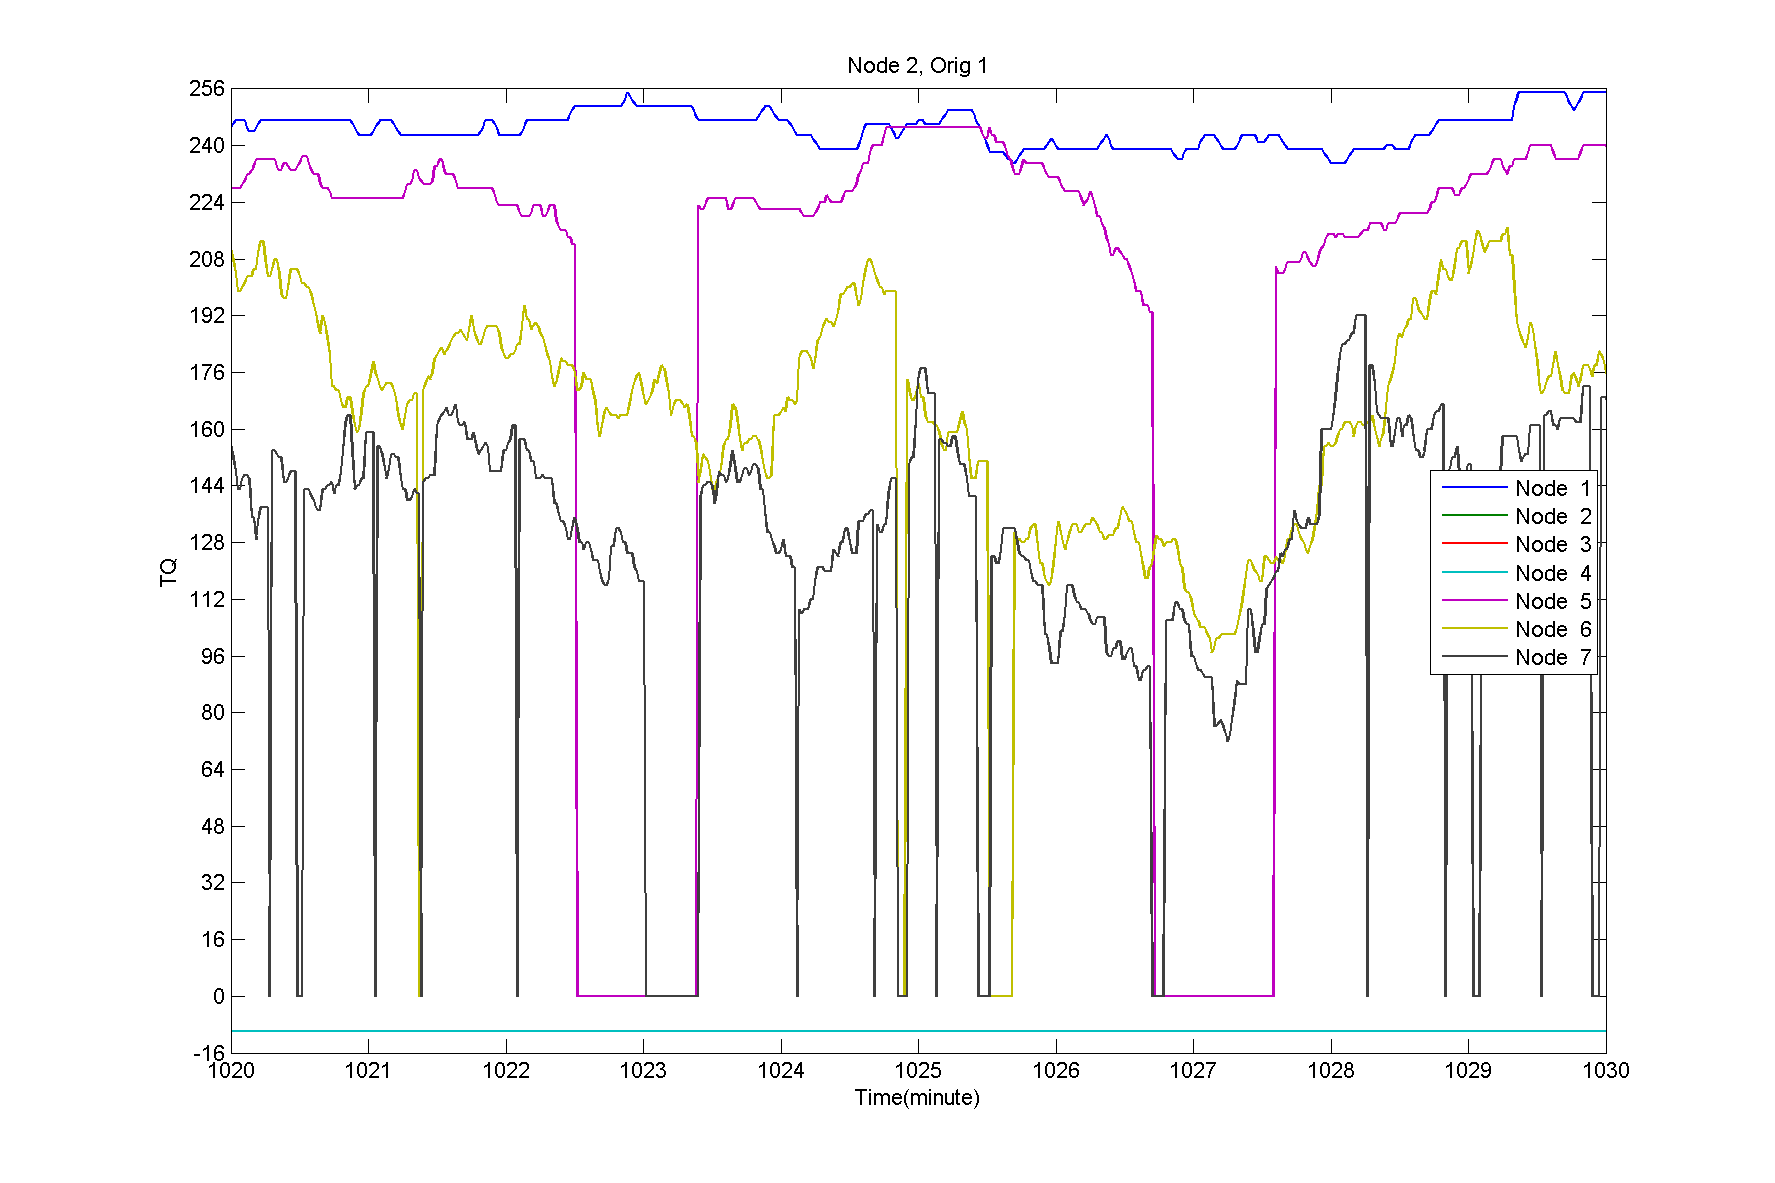 Node 2, Orig 1
256
240
224
208
192
176
160
144
128
112
96
80
64
48
32
16
0
-16
TQ
Node 1
Node 2
Node 3
Node 4
Node 5
Node 6
Node 7
1020 1021 1022 1023 1024 1025 1026 1027 1028 1029 1030
Time(minute)